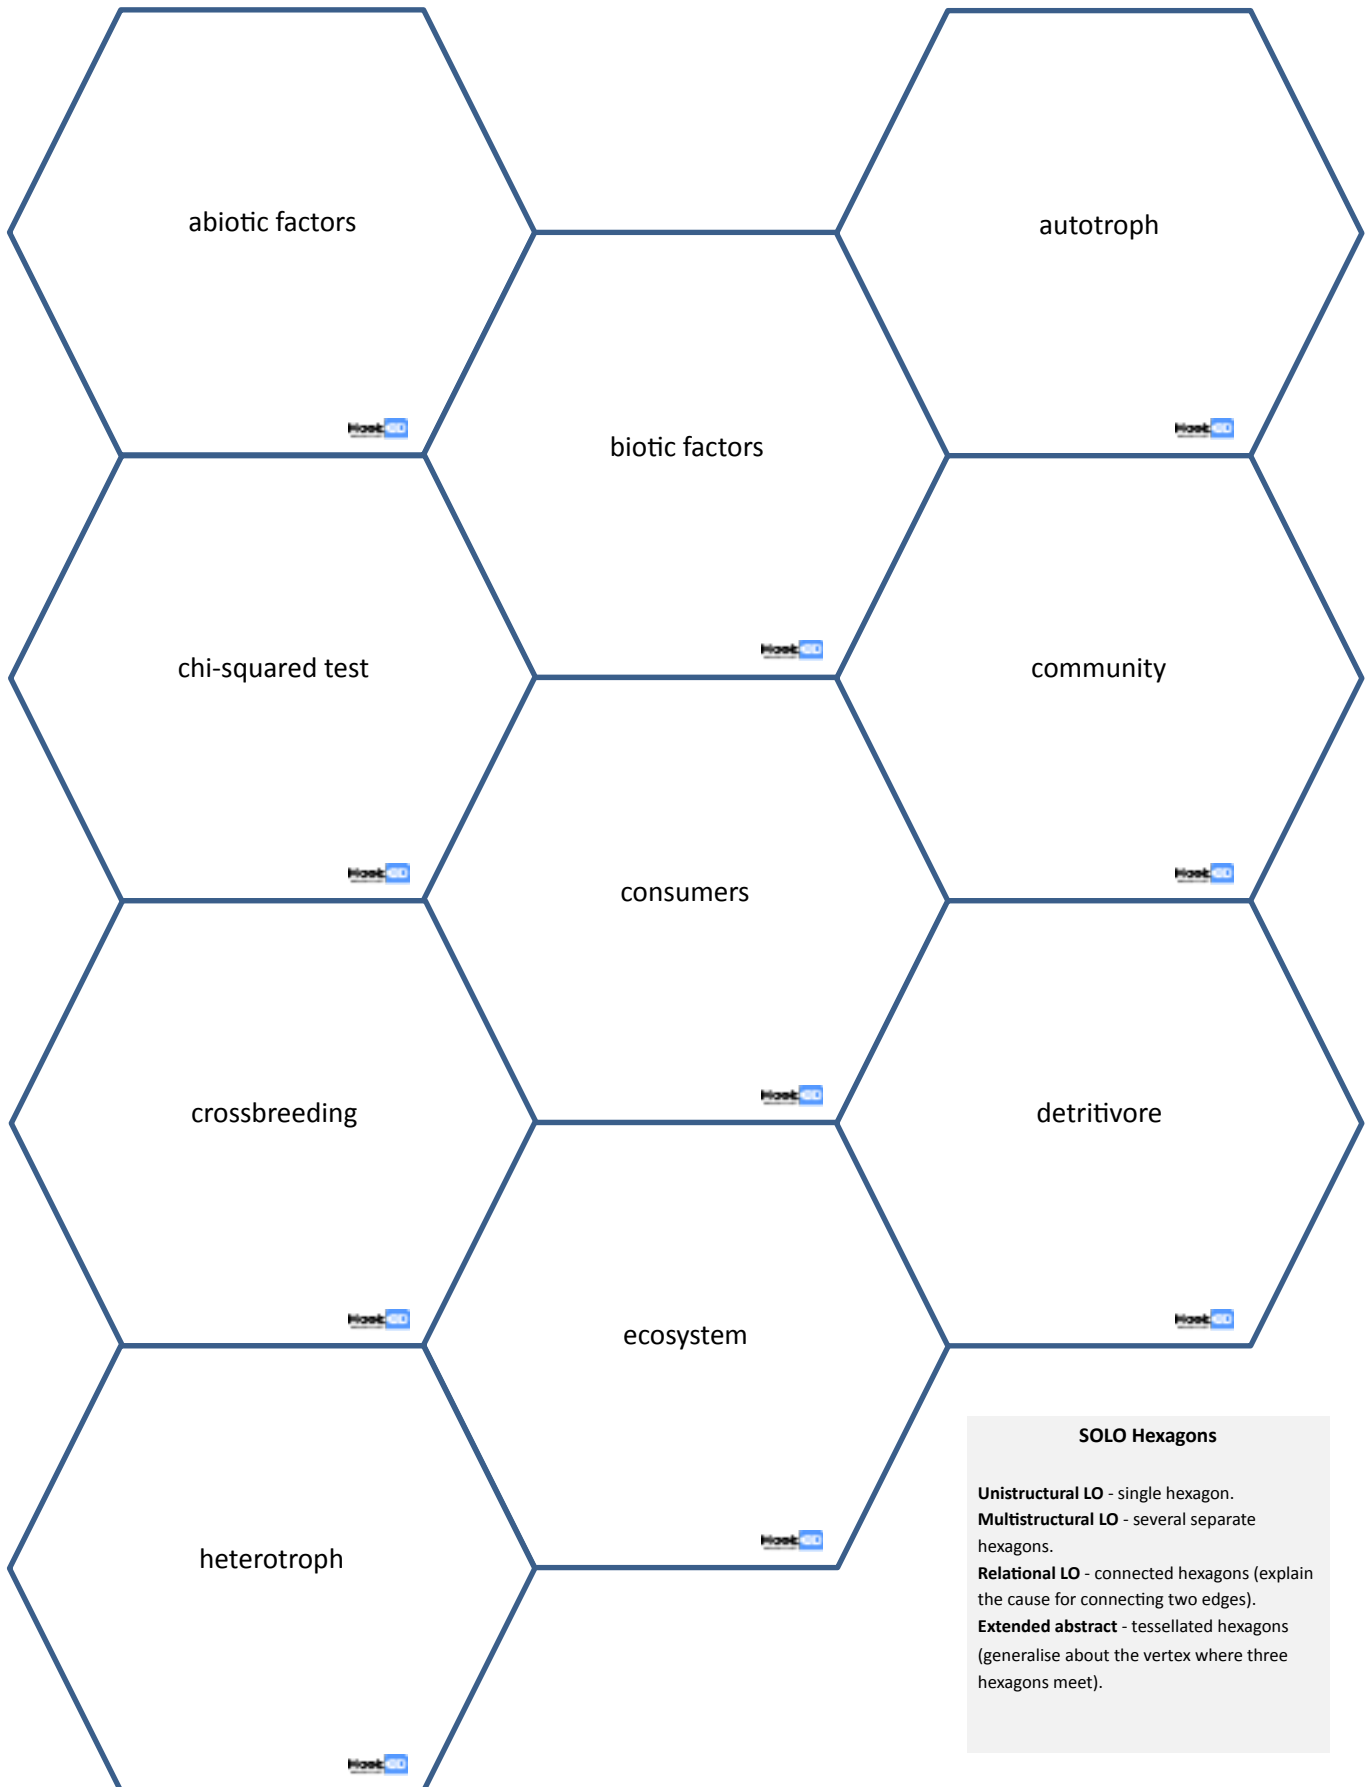 abiotic factors
autotroph
biotic factors
chi-squared test
community
consumers
crossbreeding
detritivore
ecosystem
heterotroph
SOLO Hexagons
Unistructural LO - single hexagon.
Multistructural LO - several separate
hexagons.
Relational LO - connected hexagons (explain
the cause for connecting two edges).
Extended abstract - tessellated hexagons
(generalise about the vertex where three
hexagons meet).